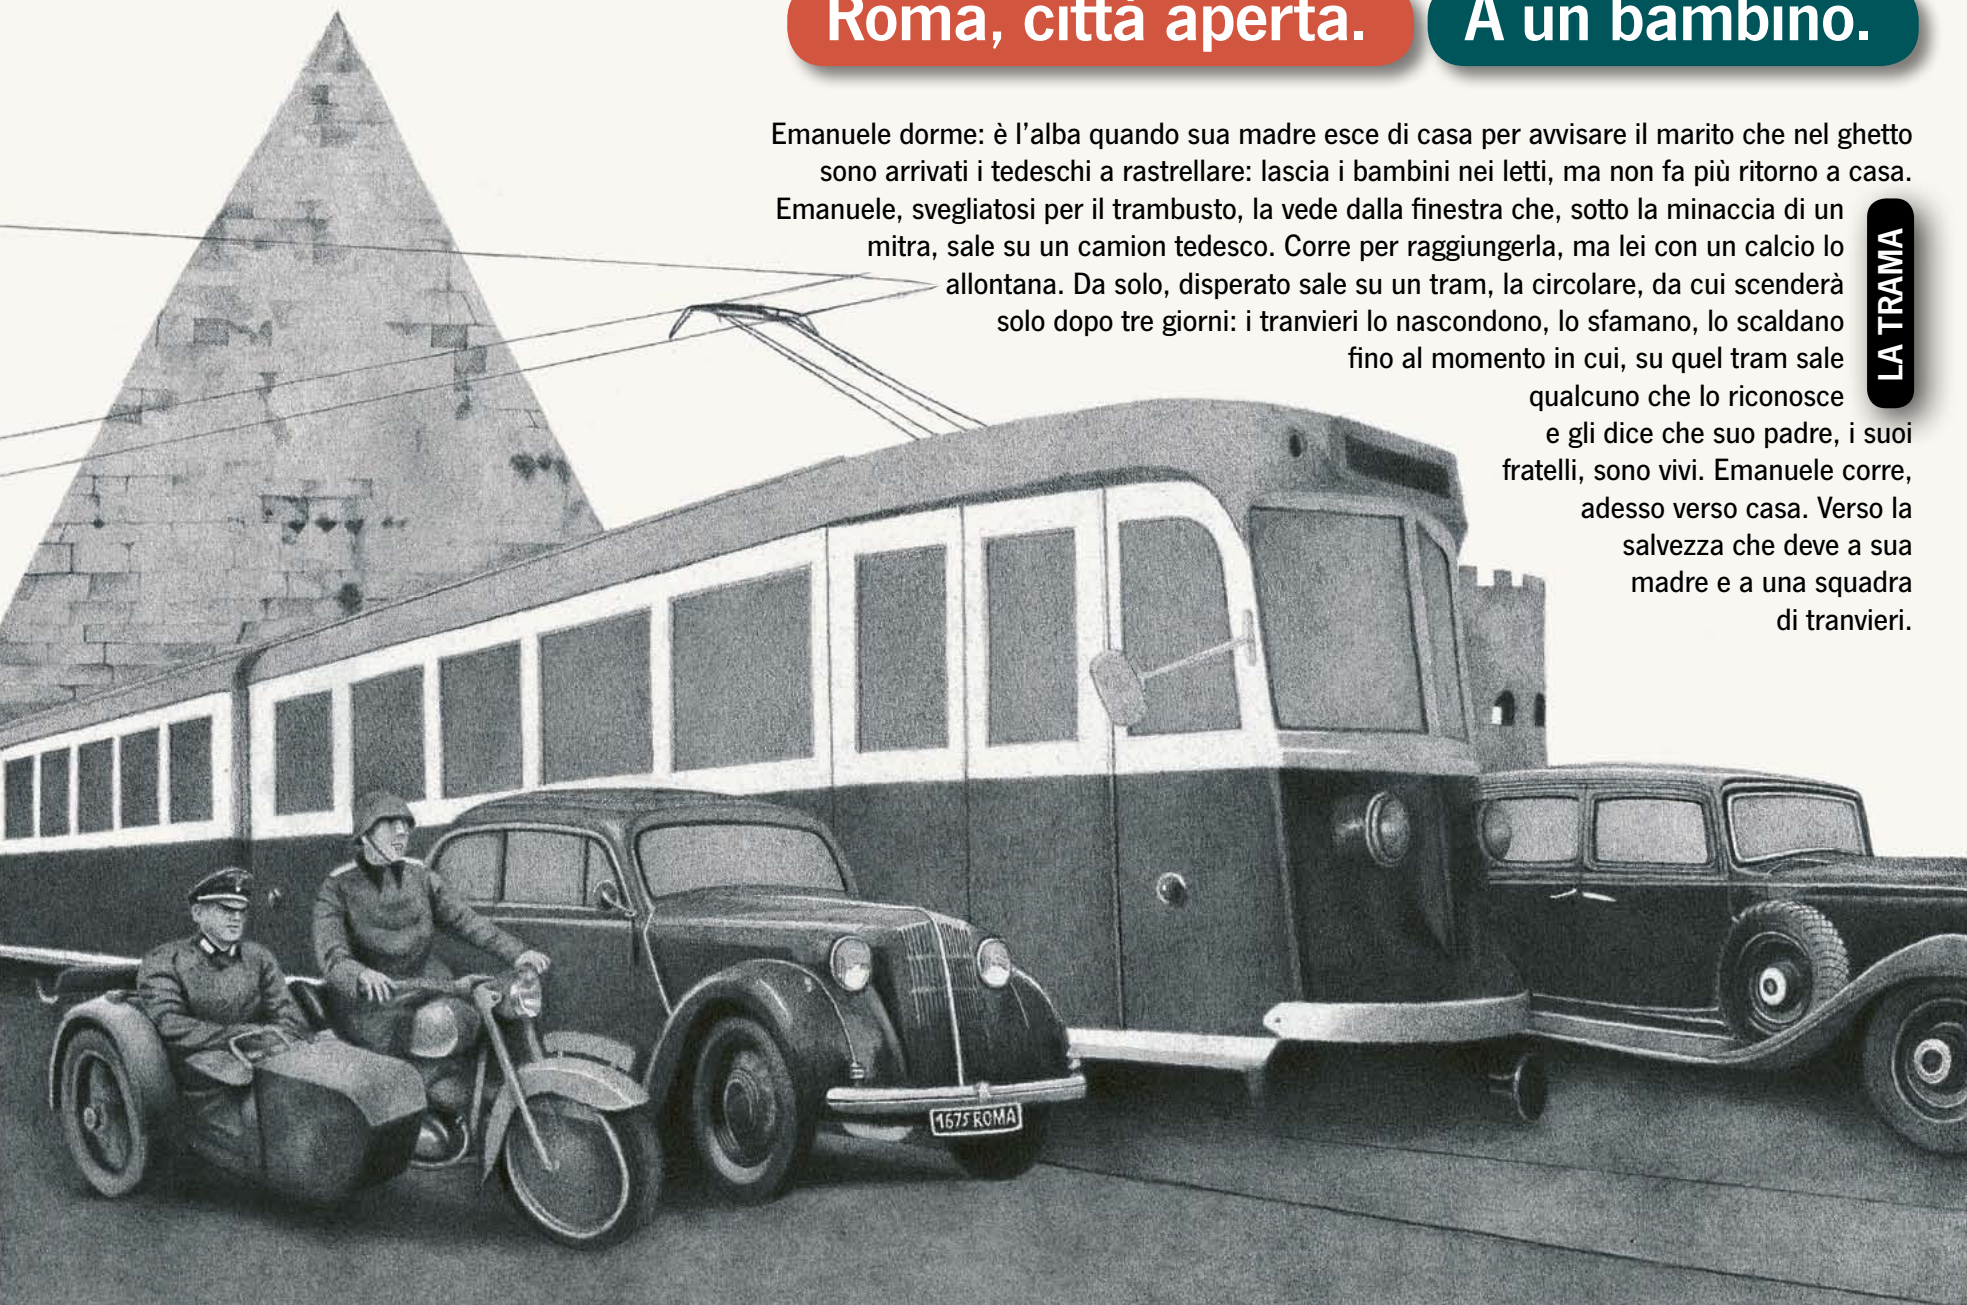 Roma, città aperta. A un bambino.
Emanuele dorme: è l’alba quando sua madre esce di casa per avvisare il marito che nel ghetto
sono arrivati i tedeschi a rastrellare: lascia i bambini nei letti, ma non fa più ritorno a casa.
Emanuele, svegliatosi per il trambusto, la vede dalla finestra che, sotto la minaccia di un
mitra, sale su un camion tedesco. Corre per raggiungerla, ma lei con un calcio lo
allontana. Da solo, disperato sale su un tram, la circolare, da cui scenderà
solo dopo tre giorni: i tranvieri lo nascondono, lo sfamano, lo scaldano
fino al momento in cui, su quel tram sale
qualcuno che lo riconosce
e gli dice che suo padre, i suoi
fratelli, sono vivi. Emanuele corre,
adesso verso casa. Verso la
salvezza che deve a sua
madre e a una squadra
di tranvieri.
LA TRAMA
1675 ROMA